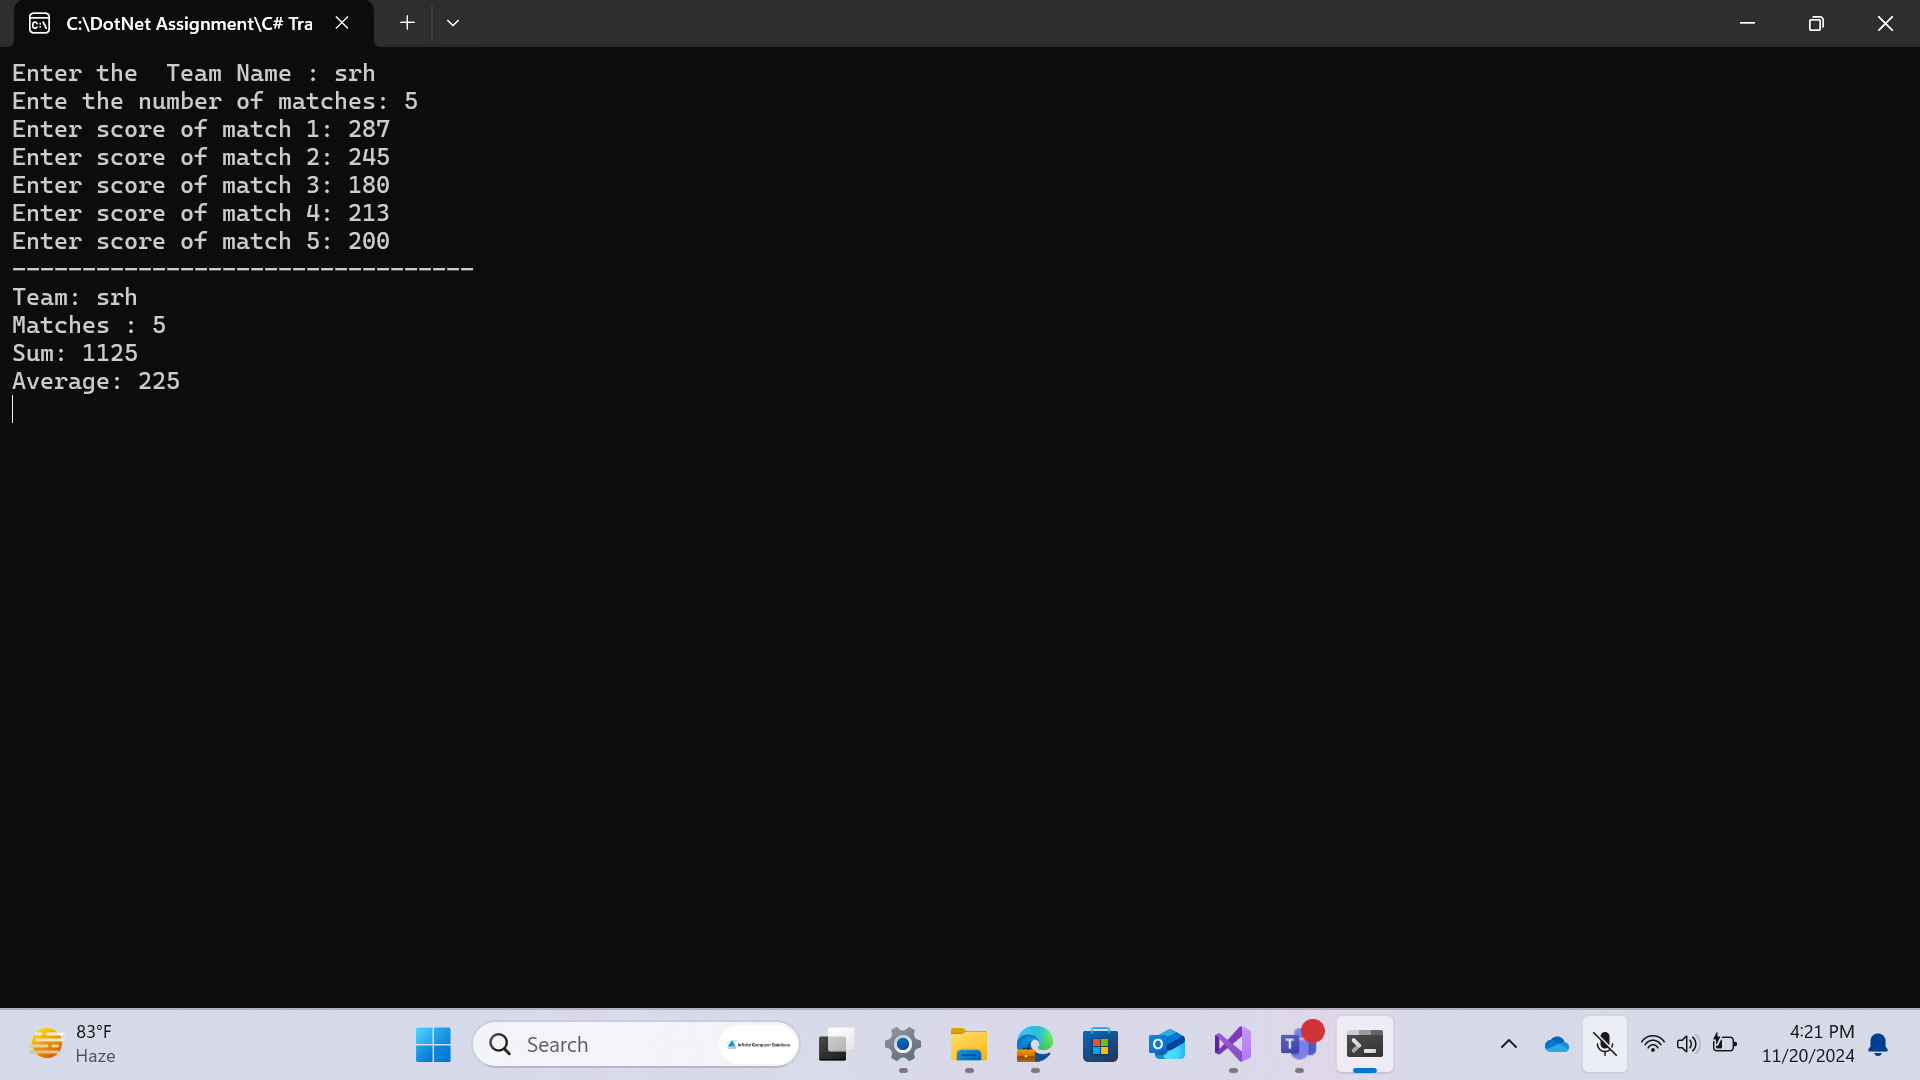 C:\DotNet Assignment\C# Tra
Enter the  Team Name : srh
Ente the number of matches: 5
Enter score of match 1: 287
Enter score of match 2: 245
Enter score of match 3: 180
Enter score of match 4: 213
Enter score of match 5: 200
---------------------------------
Team: srh
Matches : 5
Sum: 1125
Average: 225
83°F
Haze
Search
Infinite Computer Solutions
4:21 PM
11/20/2024